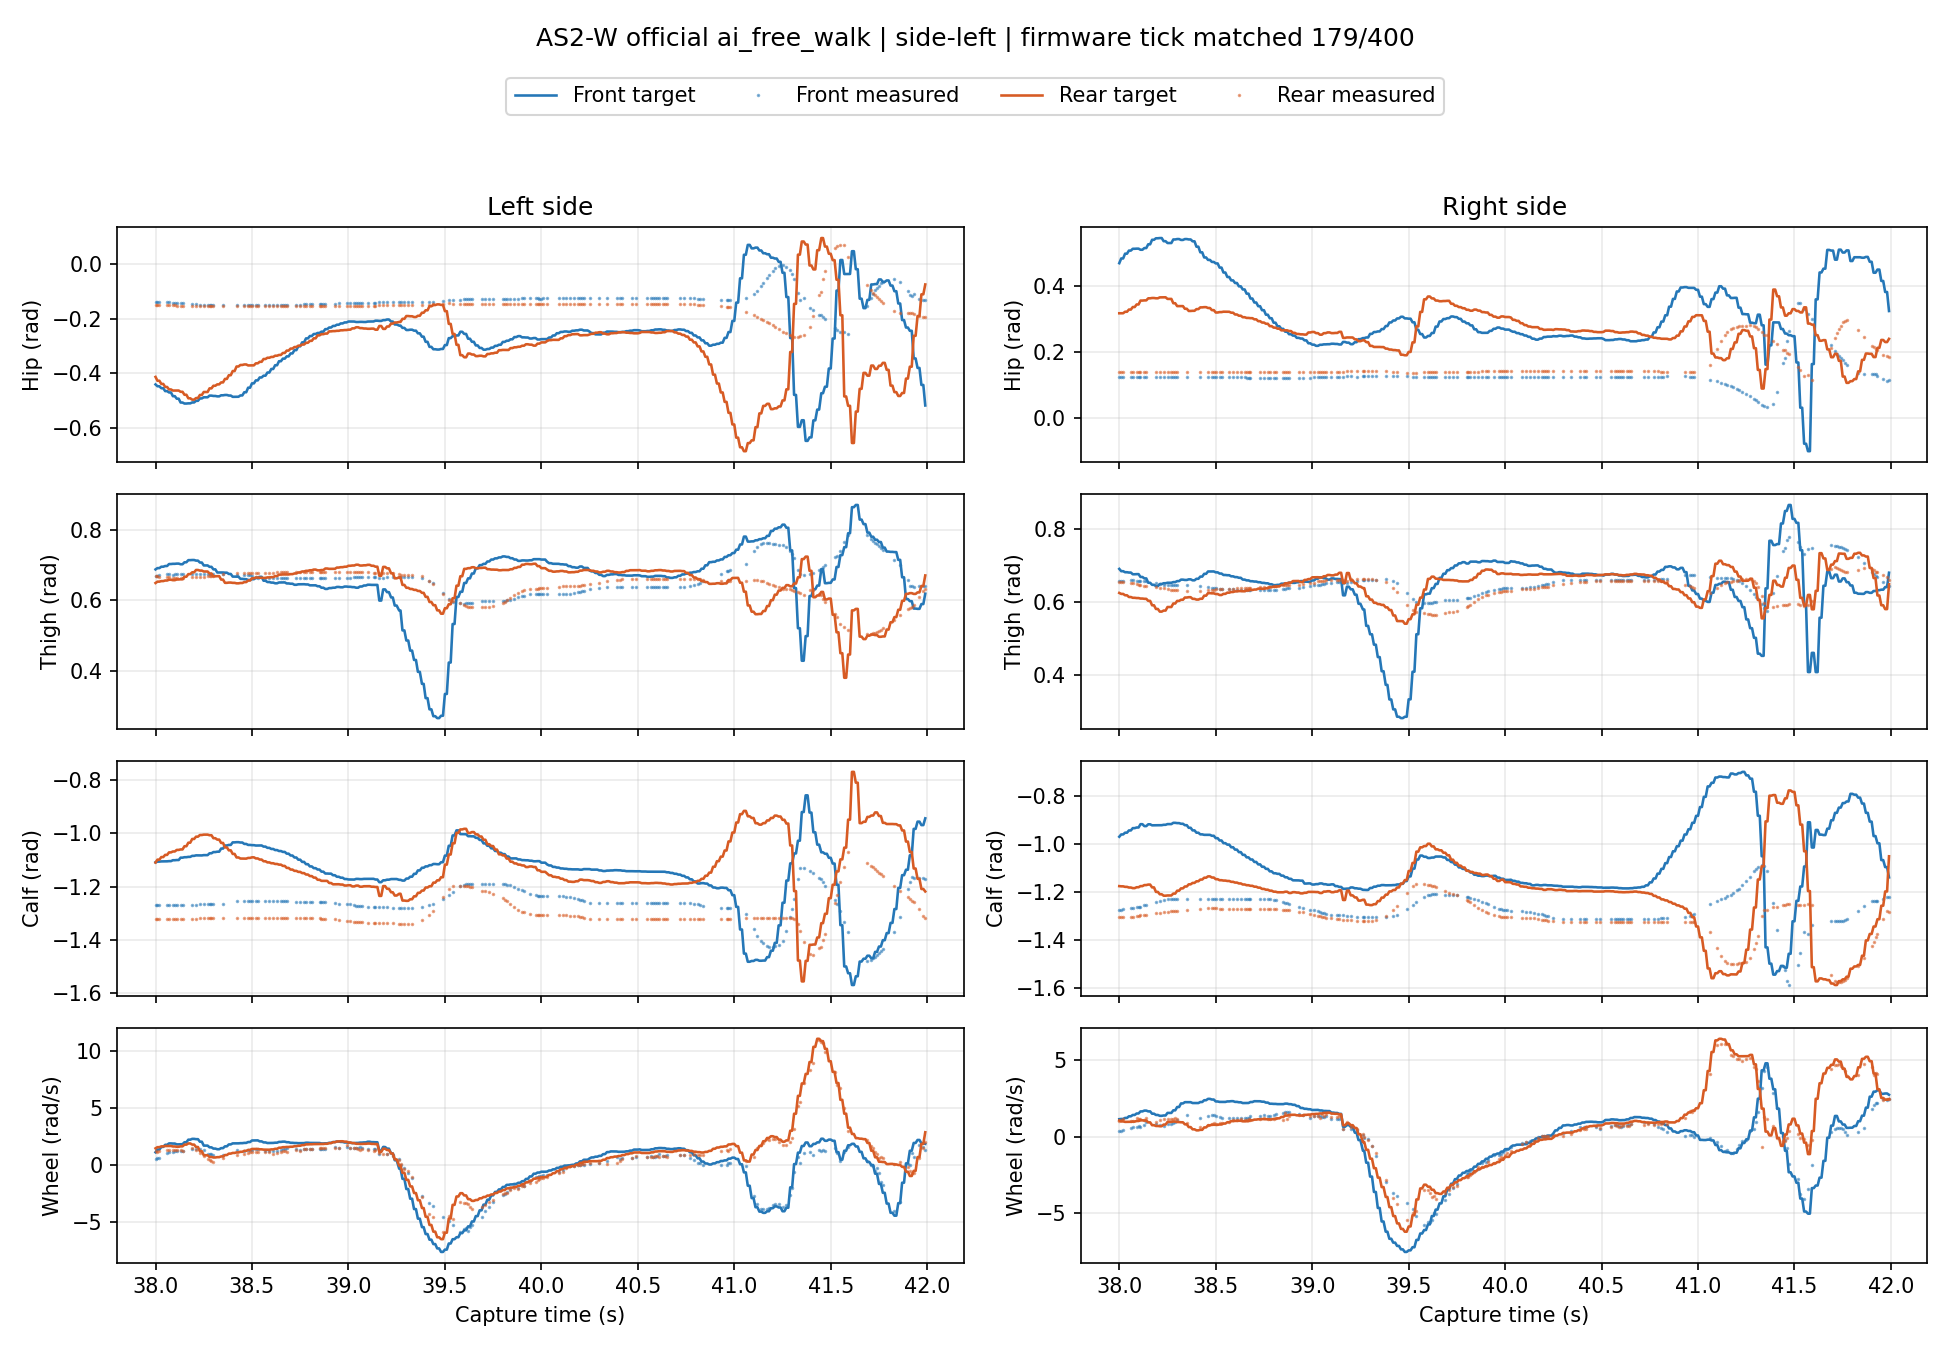 AS2-W official ai_free_walk | side-left | firmware tick matched 179/400
Front target Front measured Rear target Rear measured
Left side
Right side
Hip (rad)
0.0
−0.2
−0.4
−0.6
Hip (rad)
0.4
0.2
0.0
Thigh (rad)
0.8
0.6
0.4
Thigh (rad)
0.8
0.6
0.4
Calf (rad)
−0.8
−1.0
−1.2
−1.4
−1.6
Calf (rad)
−0.8
−1.0
−1.2
−1.4
−1.6
Wheel (rad/s)
10
5
0
−5
38.0 38.5 39.0 39.5 40.0 40.5 41.0 41.5 42.0
Capture time (s)
Wheel (rad/s)
5
0
−5
38.0 38.5 39.0 39.5 40.0 40.5 41.0 41.5 42.0
Capture time (s)